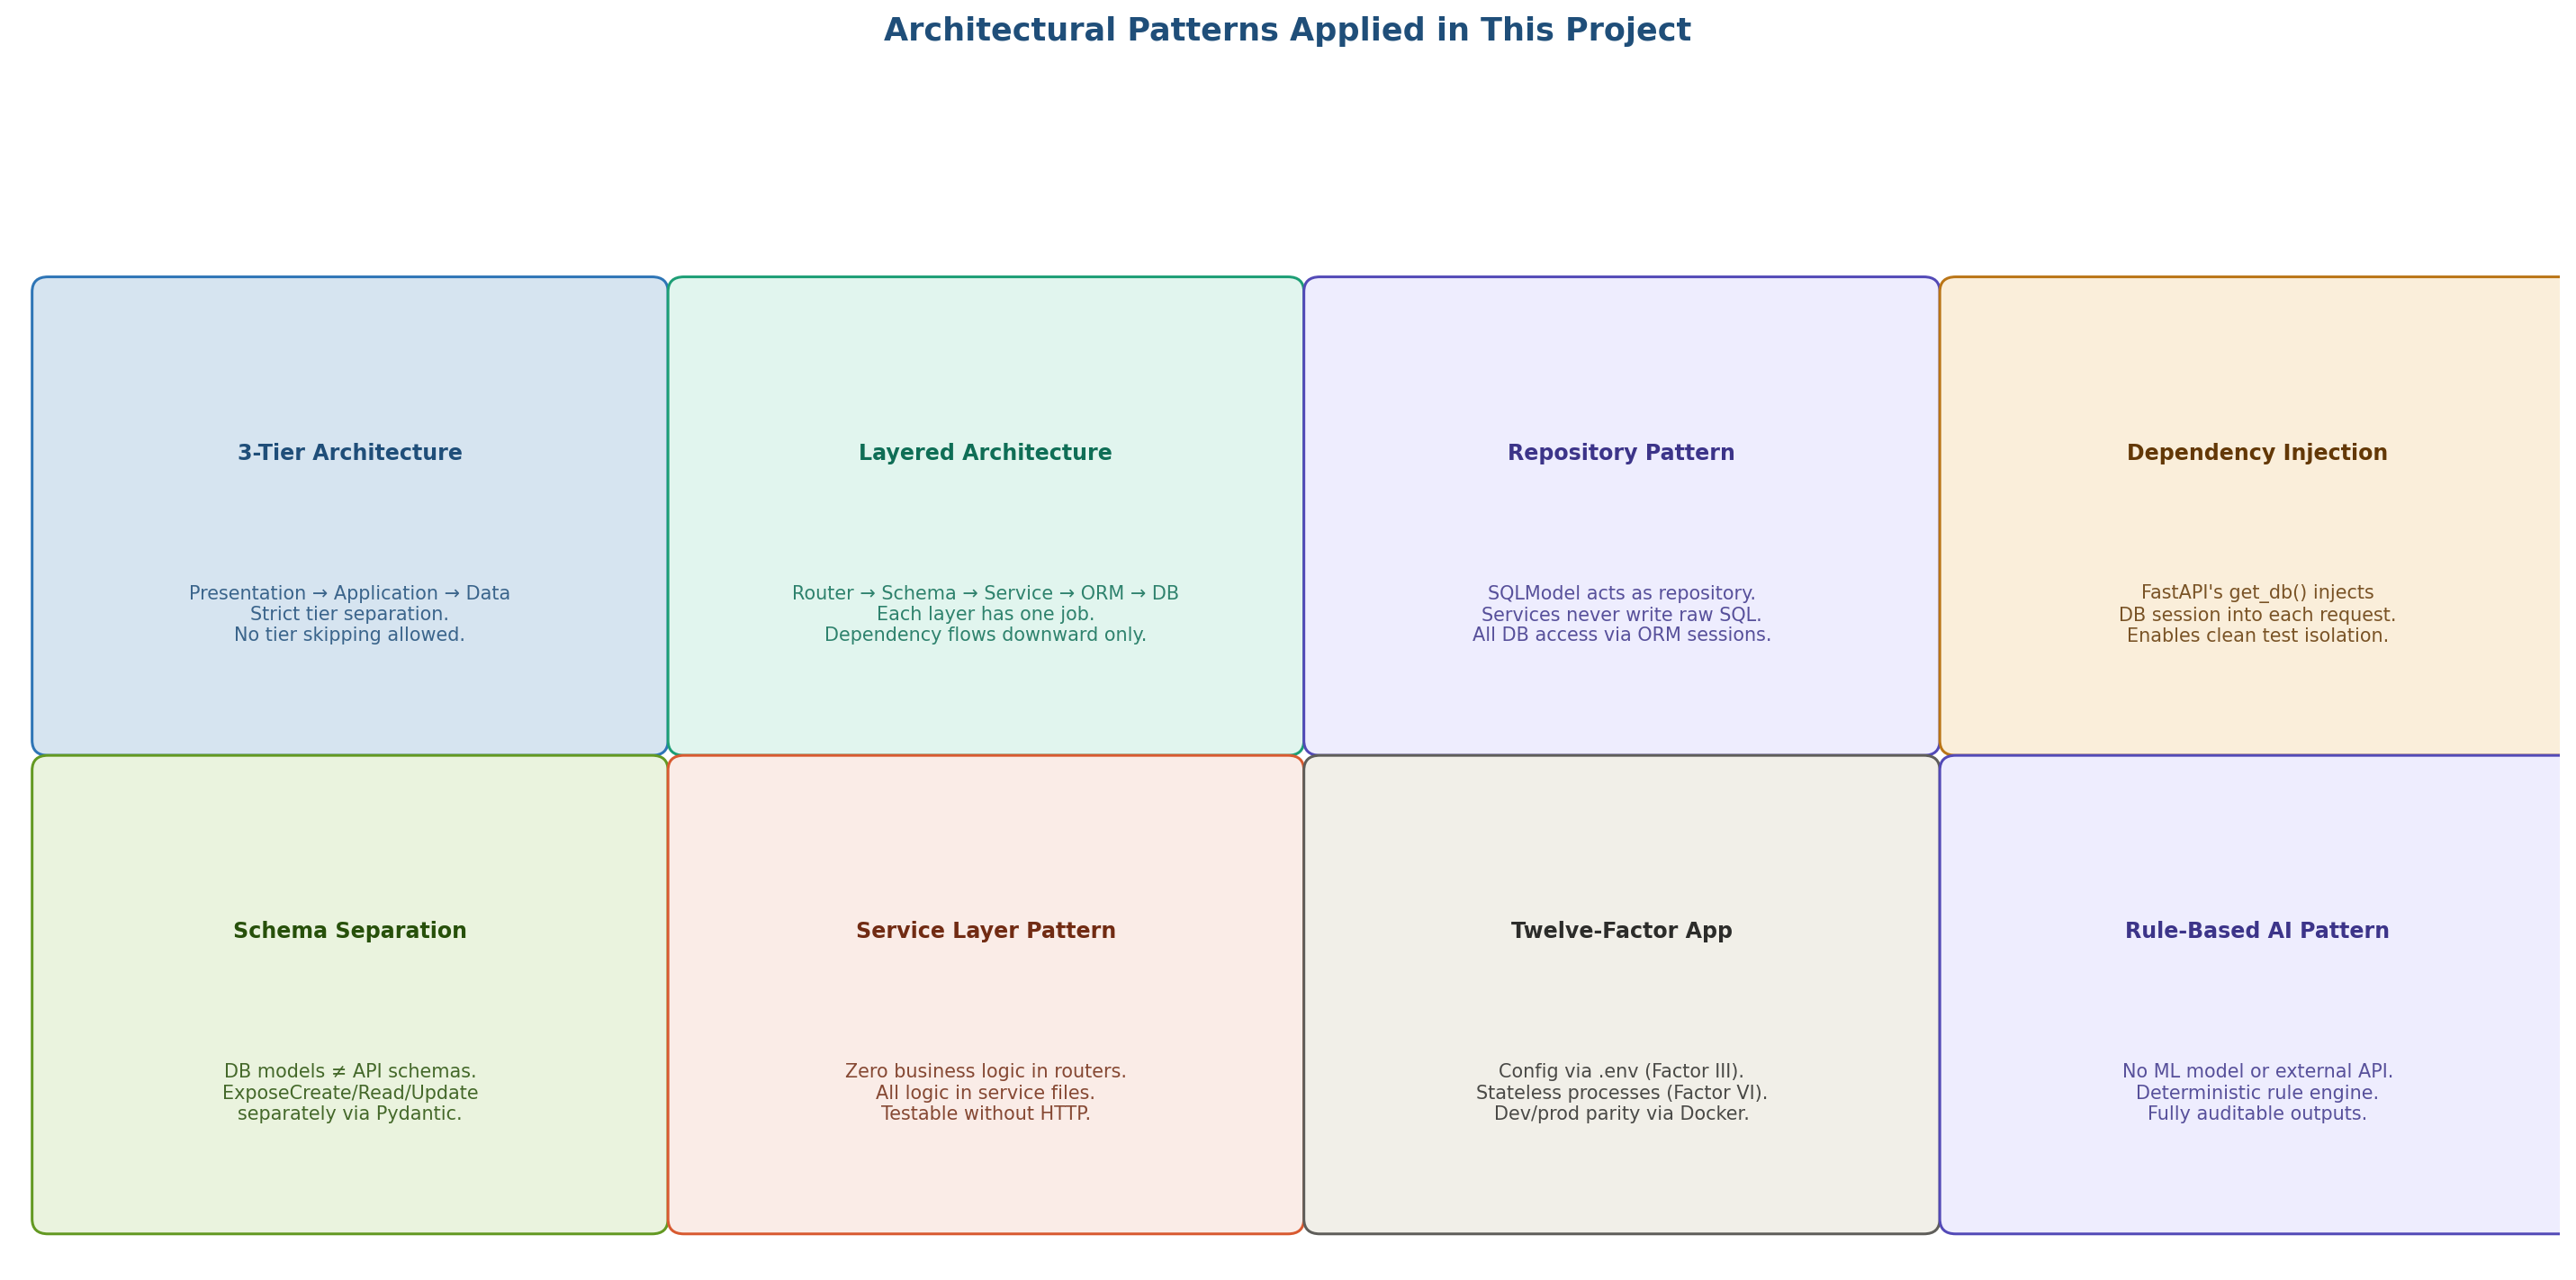 Architectural Patterns Applied in This Project
3-Tier Architecture
Presentation → Application → Data
Strict tier separation.
No tier skipping allowed.
Layered Architecture
Router → Schema → Service → ORM → DB
Each layer has one job.
Dependency flows downward only.
Repository Pattern
SQLModel acts as repository.
Services never write raw SQL.
All DB access via ORM sessions.
Dependency Injection
FastAPI's get_db() injects
DB session into each request.
Enables clean test isolation.
Schema Separation
DB models ≠ API schemas.
ExposeCreate/Read/Update
separately via Pydantic.
Service Layer Pattern
Zero business logic in routers.
All logic in service files.
Testable without HTTP.
Twelve-Factor App
Config via .env (Factor III).
Stateless processes (Factor VI).
Dev/prod parity via Docker.
Rule-Based AI Pattern
No ML model or external API.
Deterministic rule engine.
Fully auditable outputs.